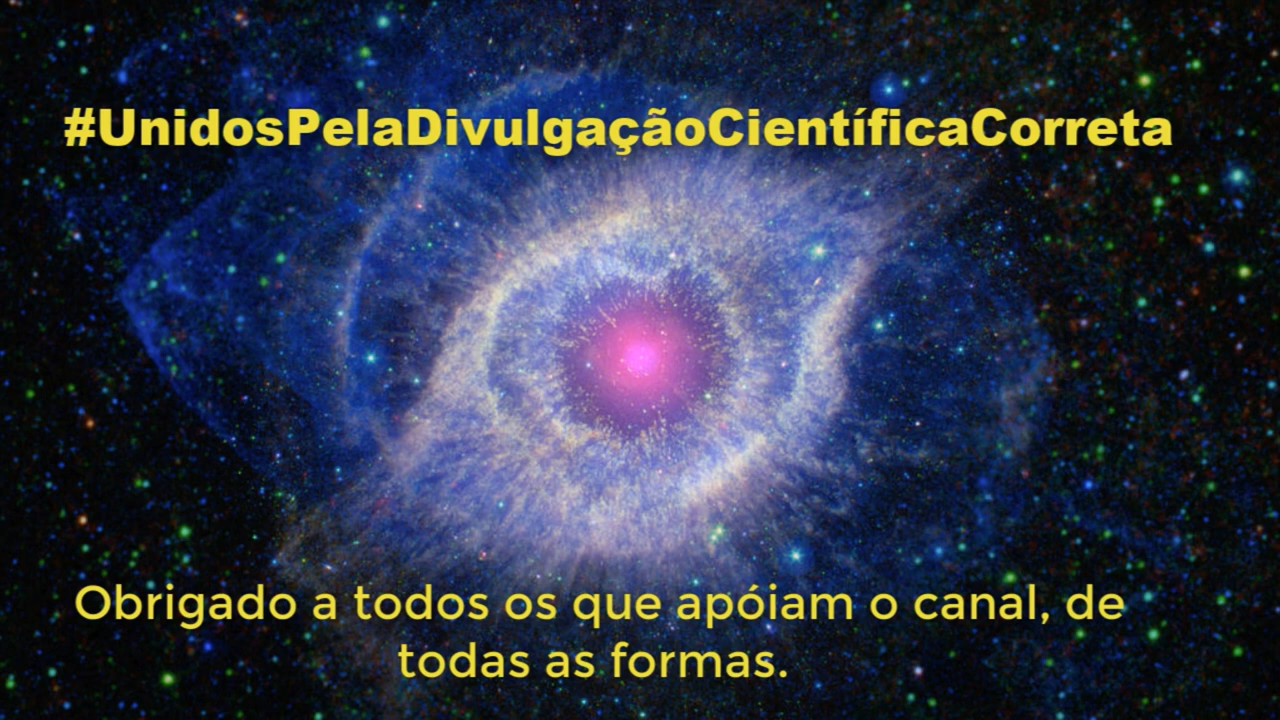 #UnidosPelaDivulgaçãoCientíficaCorreta
Obrigado a todos os que apóiam o canal, de
todas as formas.